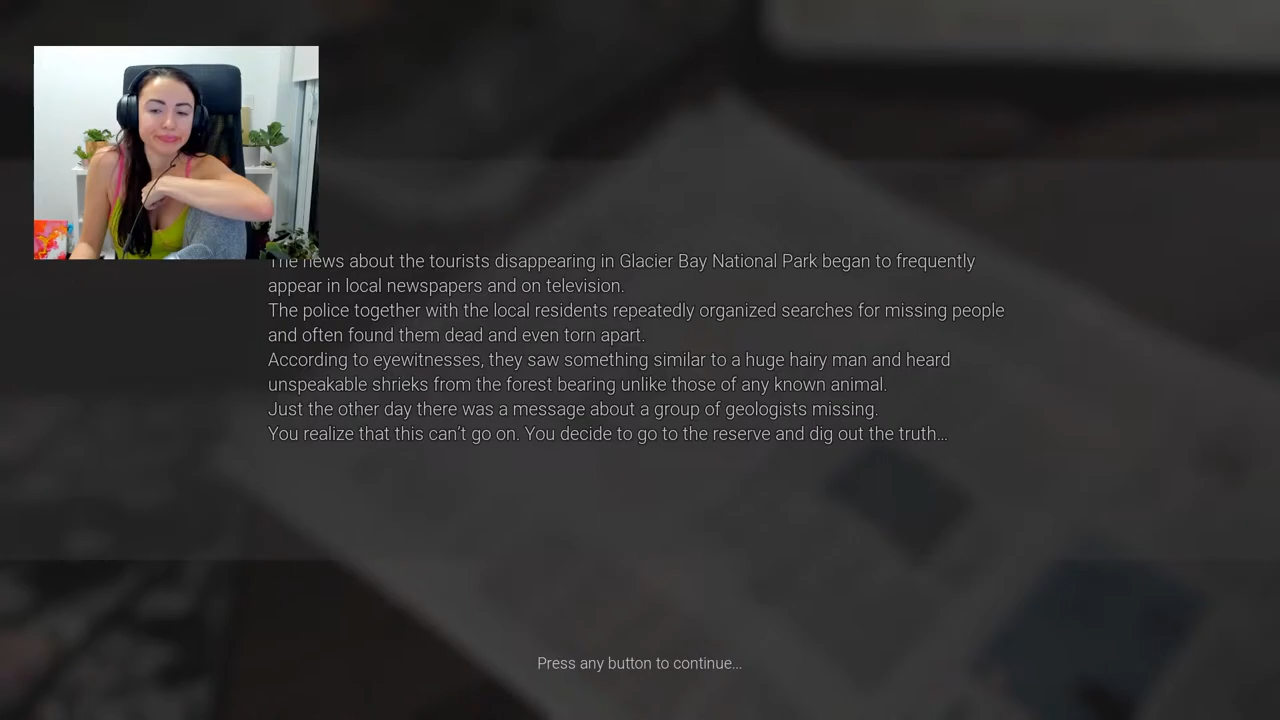 The news about the tourists disappearing in Glacier Bay National Park began to frequently
appear in local newspapers and on television.
The police together with the local residents repeatedly organized searches for missing people
and often found them dead and even torn apart.
According to eyewitnesses, they saw something similar to a huge hairy man and heard
unspeakable shrieks from the forest bearing unlike those of any known animal.
Just the other day there was a message about a group of geologists missing.
You realize that this can’t go on. You decide to go to the reserve and dig out the truth…
Press any button to continue...